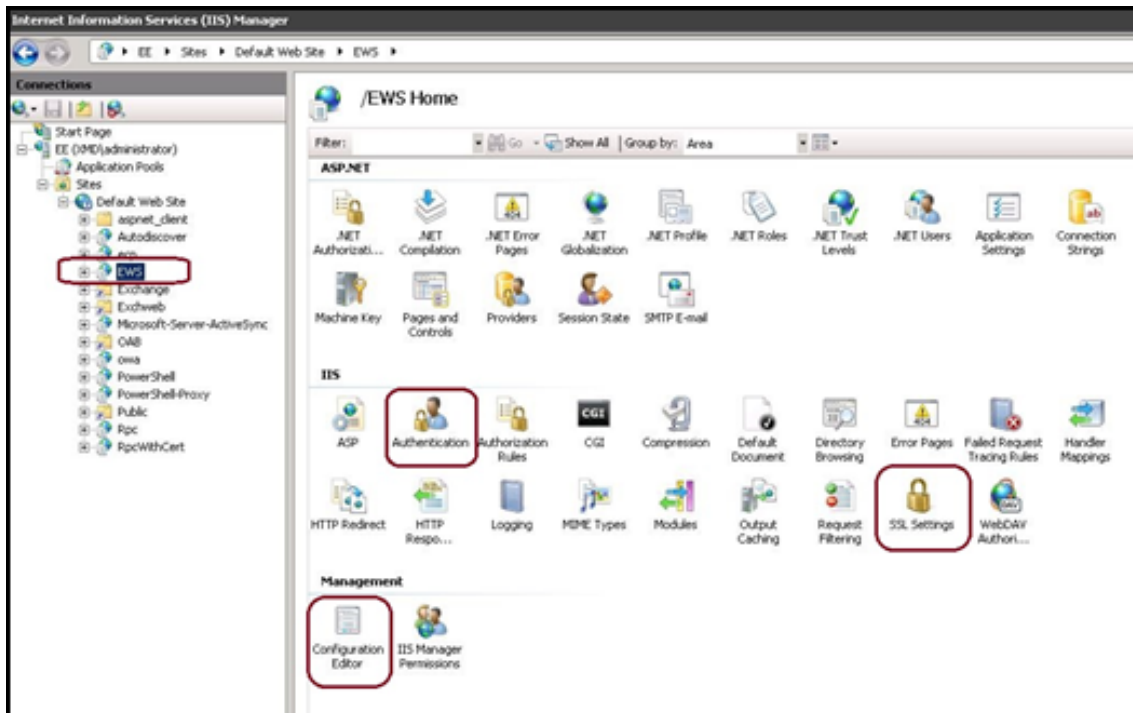 Internet Information Services (IIS) Manager
EE Sites Default Web Site EWS
Connections
Start Page
EE (XMD\administrator)
Application Pools
Sites
Default Web Site
aspnet_client
Autodiscover
ecp
EWS
Exchange
Exchweb
Microsoft-Server-ActiveSync
OAB
owa
PowerShell
PowerShell-Proxy
Public
Rpc
RpcWithCert
/EWS Home
Filter: Go Show All Group by: Area
ASP.NET
.NET Authorizati... .NET Compilation .NET Error Pages .NET Globalization .NET Profile .NET Roles .NET Trust Levels .NET Users Application Settings Connection Strings
404
ab
Machine Key Pages and Controls Providers Session State SMTP E-mail
IIS
CGI
404
ASP Authentication Authorization Rules CGI Compression Default Document Directory Browsing Error Pages Failed Request Tracing Rules Handler Mappings
DAV
HTTP Redirect HTTP Respo... Logging MIME Types Modules Output Caching Request Filtering SSL Settings WebDAV Authori...
Management
Configuration Editor IIS Manager Permissions